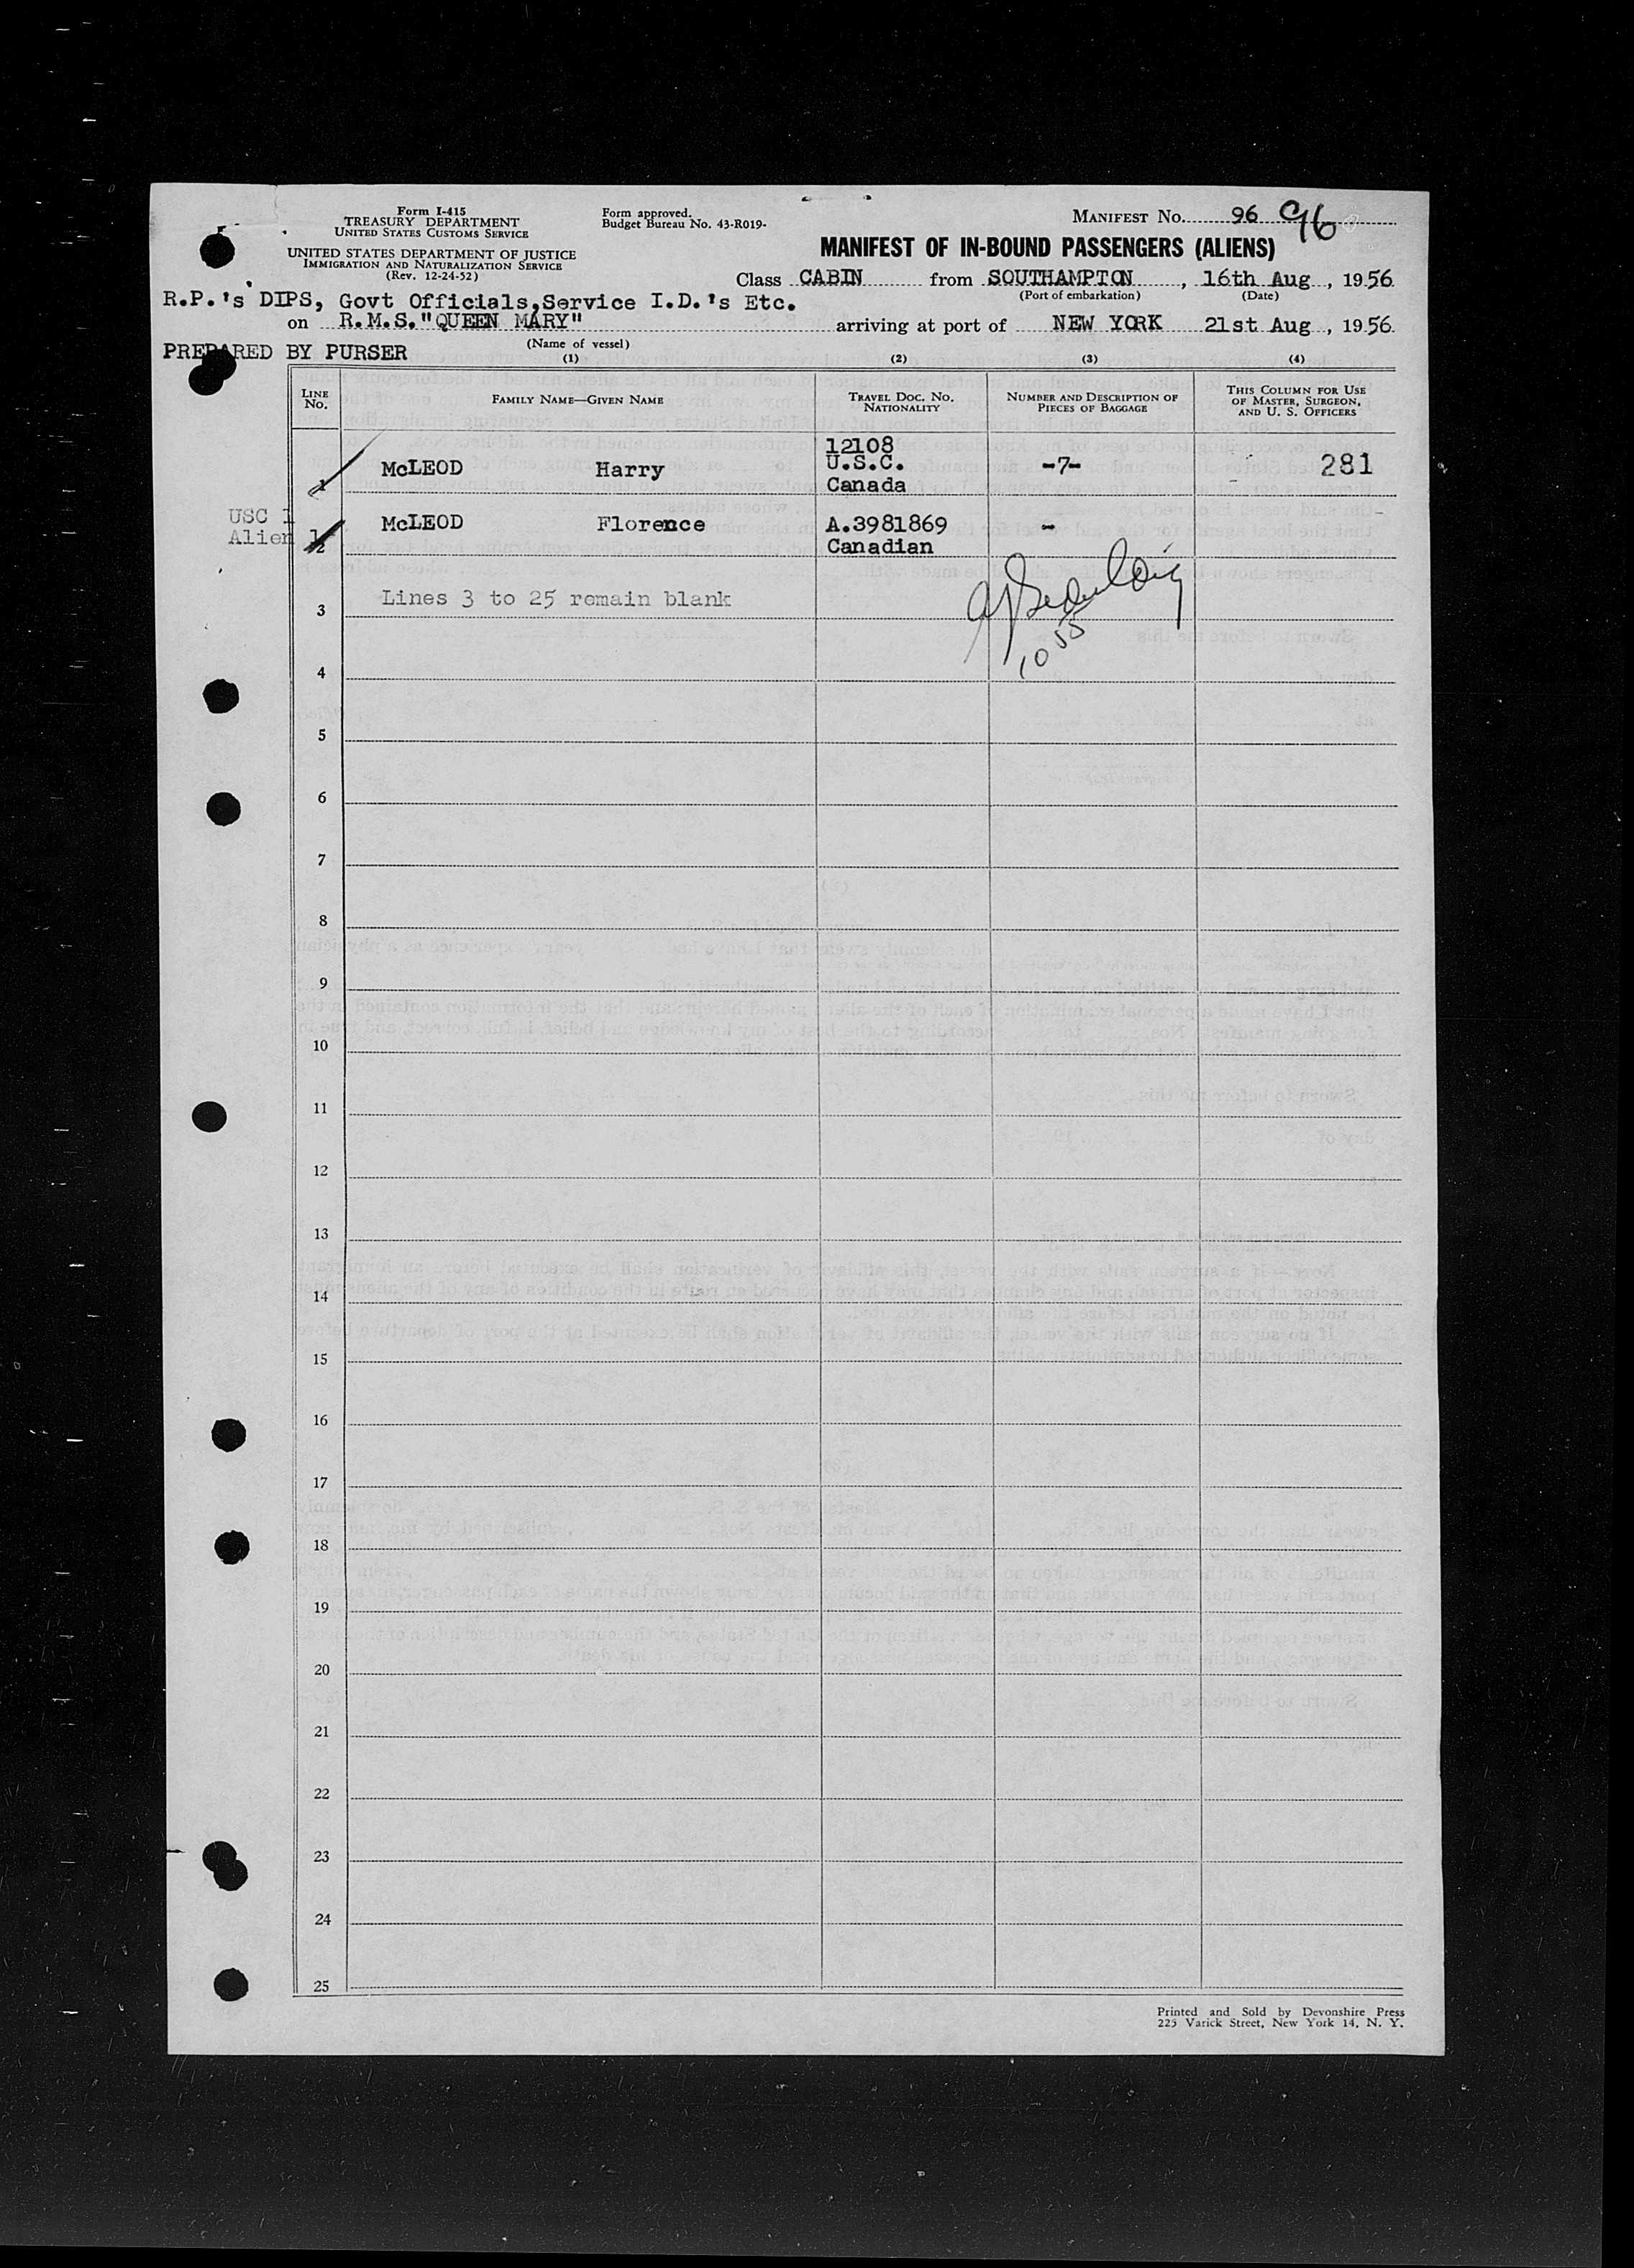 Form I-415
TREASURY DEPARTMENT
UNITED STATES CUSTOMS SERVICE
UNITED STATES DEPARTMENT OF JUSTICE
IMMIGRATION AND NATURALIZATION SERVICE
(Rev. 12-24-52)
Form approved.
Budget Bureau No. 43-R019-
MANIFEST NO. 96 96
MANIFEST OF IN-BOUND PASSENGERS (ALIENS)
Class CABIN from SOUTHAMPTON, 16th Aug, 1956
(Port of embarkation) (Date)
R.P.'s DIPS, Govt Officials, Service I.D.'s Etc.
on R.M.S. "QUEEN MARY" arriving at port of NEW YORK 21st Aug, 1956.
(Name of vessel)
PREPARED BY PURSER
(1) (2) (3) (4)
LINE NO. FAMILY NAME—GIVEN NAME TRAVEL DOC. NO. NATIONALITY NUMBER AND DESCRIPTION OF PIECES OF BAGGAGE THIS COLUMN FOR USE OF MASTER, SURGEON, AND U. S. OFFICERS
12108
1 McLEOD Harry U.S.C. -7- 281
Canada
USC 1
McLEOD Florence A.3981869 -
Alien 1
2 Canadian
3 Lines 3 to 25 remain blank
10 55
4
5
6
7
8
9
10
11
12
13
14
15
16
17
18
19
20
21
22
23
24
25
Printed and Sold by Devonshire Press
225 Varick Street, New York 14, N. Y.